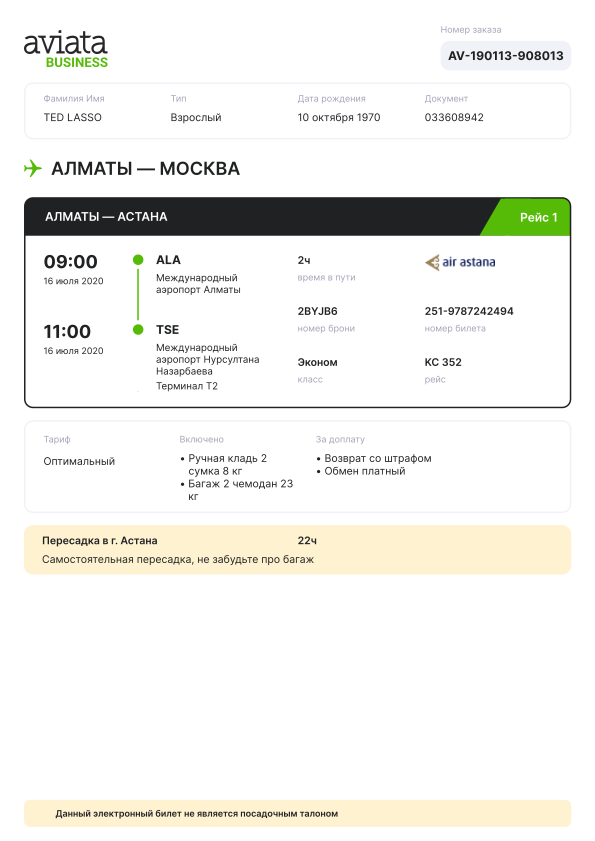 aviata
BUSINESS
Номер заказа
AV-190113-908013
Фамилия Имя
Тип
Дата рождения
Документ
TED LASSO
Взрослый
10 октября 1970
033608942
АЛМАТЫ — МОСКВА
АЛМАТЫ — АСТАНА
Рейс 1
09:00
16 июля 2020
ALA
Международный
аэропорт Алматы
2ч
время в пути
air astana
11:00
16 июля 2020
TSE
Международный
аэропорт Нурсултана
Назарбаева
Терминал T2
2BYJB6
номер брони
251-9787242494
номер билета
Эконом
класс
KC 352
рейс
Тариф
Оптимальный
Включено
• Ручная кладь 2
сумка 8 кг
• Багаж 2 чемодан 23
кг
За доплату
• Возврат со штрафом
• Обмен платный
Пересадка в г. Астана
22ч
Самостоятельная пересадка, не забудьте про багаж
Данный электронный билет не является посадочным талоном